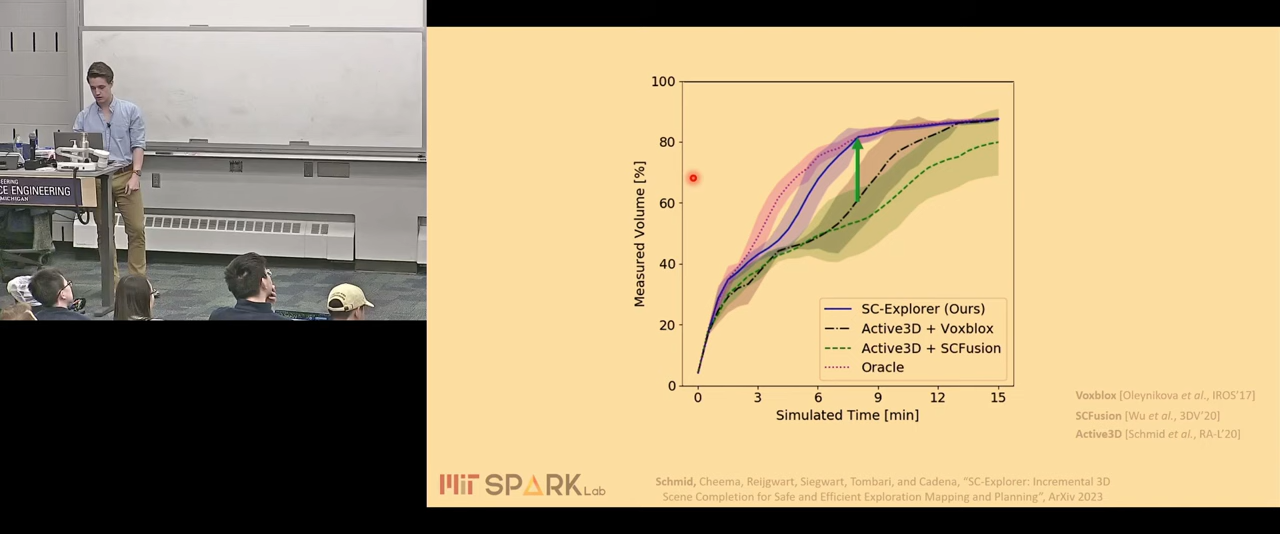 EERING
CE ENGINEERING
MICHIGAN
100
80
60
40
20
0
Measured Volume [%]
SC-Explorer (Ours)
Active3D + Voxblox
Active3D + SCFusion
Oracle
0 3 6 9 12 15
Simulated Time [min]
Voxblox [Oleynikova et al., IROS'17]
SCFusion [Wu et al., 3DV'20]
Active3D [Schmid et al., RA-L'20]
MIT SPARK Lab
Schmid, Cheema, Reijgwart, Siegwart, Tombari, and Cadena, "SC-Explorer: Incremental 3D
Scene Completion for Safe and Efficient Exploration Mapping and Planning", ArXiv 2023